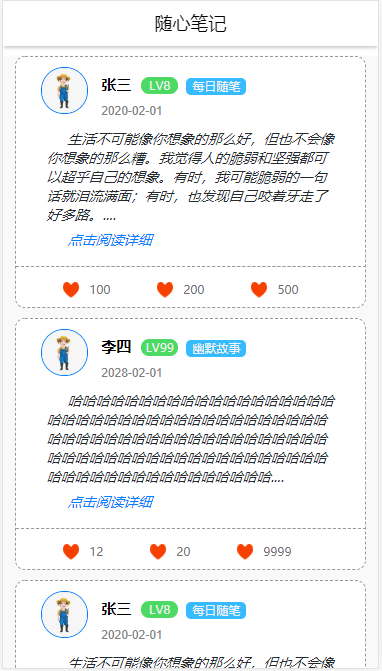 随心笔记
张三 LV8 每日随笔
2020-02-01
生活不可能像你想象的那么好，但也不会像
你想象的那么糟。我觉得人的脆弱和坚强都可
以超乎自己的想象。有时，我可能脆弱的一句
话就泪流满面；有时，也发现自己咬着牙走了
好多路。....
点击阅读详细
100 200 500
李四 LV99 幽默故事
2028-02-01
哈哈哈哈哈哈哈哈哈哈哈哈哈哈哈哈哈哈哈
哈哈哈哈哈哈哈哈哈哈哈哈哈哈哈哈哈哈哈哈
哈哈哈哈哈哈哈哈哈哈哈哈哈哈哈哈哈哈哈哈
哈哈哈哈哈哈哈哈哈哈哈哈哈哈哈哈哈哈哈哈
哈哈哈哈哈哈哈哈哈哈哈哈哈哈哈哈....
点击阅读详细
12 20 9999
张三 LV8 每日随笔
2020-02-01
生活不可能像你想象的那么好，但也不会像